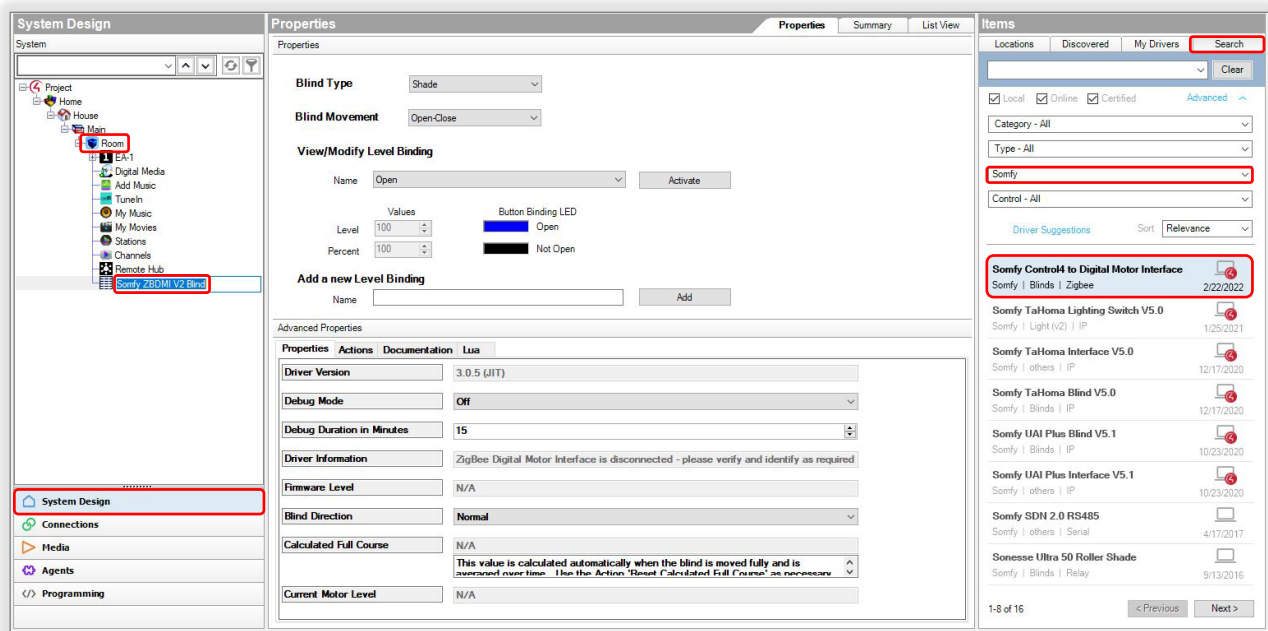 System Design
System
Project
Home
House
Main
Room
EA-1
Digital Media
Add Music
TuneIn
My Music
My Movies
Stations
Channels
Remote Hub
Somfy ZBDMI V2 Blind
System Design
Connections
Media
Agents
Programming
Properties
Properties Summary List View
Properties
Blind Type Shade
Blind Movement Open-Close
View/Modify Level Binding
Name Open Activate
Values Button Binding LED
Level 100 Open
Percent 100 Not Open
Add a new Level Binding
Name Add
Advanced Properties
Properties Actions Documentation Lua
Driver Version 3.0.5 (JIT)
Debug Mode Off
Debug Duration in Minutes 15
Driver Information ZigBee Digital Motor Interface is disconnected - please verify and identify as required
Firmware Level N/A
Blind Direction Normal
Calculated Full Course N/A
This value is calculated automatically when the blind is moved fully and is
averaged over time. Use the Action 'Reset Calculated Full Course' as necessary
Current Motor Level N/A
Items
Locations Discovered My Drivers Search
Clear
Local Online Certified Advanced
Category - All
Type - All
Somfy
Control - All
Driver Suggestions Sort Relevance
Somfy Control4 to Digital Motor Interface
Somfy | Blinds | Zigbee 2/22/2022
Somfy TaHoma Lighting Switch V5.0
Somfy | Light (v2) | IP 1/25/2021
Somfy TaHoma Interface V5.0
Somfy | others | IP 12/17/2020
Somfy TaHoma Blind V5.0
Somfy | Blinds | IP 12/17/2020
Somfy UAI Plus Blind V5.1
Somfy | Blinds | IP 10/23/2020
Somfy UAI Plus Interface V5.1
Somfy | others | IP 10/23/2020
Somfy SDN 2.0 RS485
Somfy | others | Serial 4/17/2017
Sonesse Ultra 50 Roller Shade
Somfy | Blinds | Relay 9/13/2016
1-8 of 16 < Previous Next >